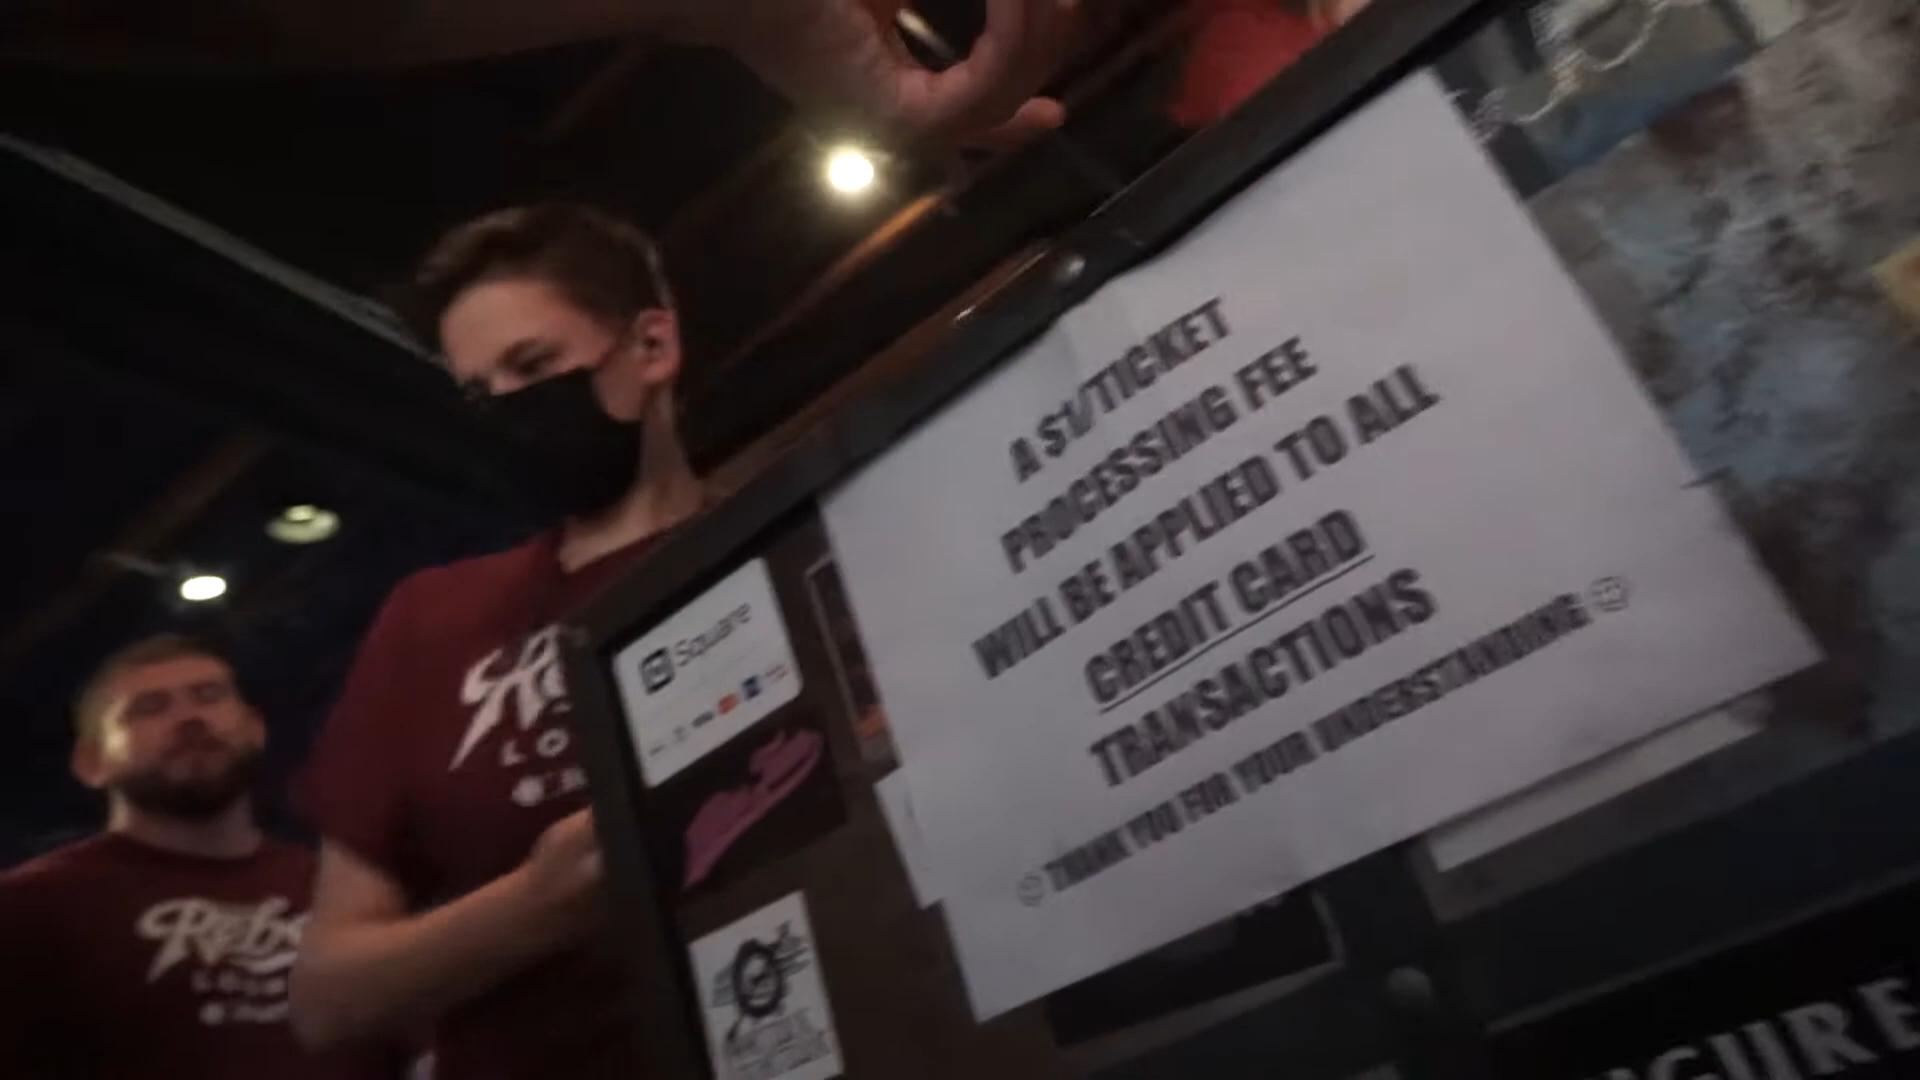 A $1/TICKET
PROCESSING FEE
WILL BE APPLIED TO ALL
CREDIT CARD
TRANSACTIONS
THANK YOU FOR YOUR UNDERSTANDING
Square